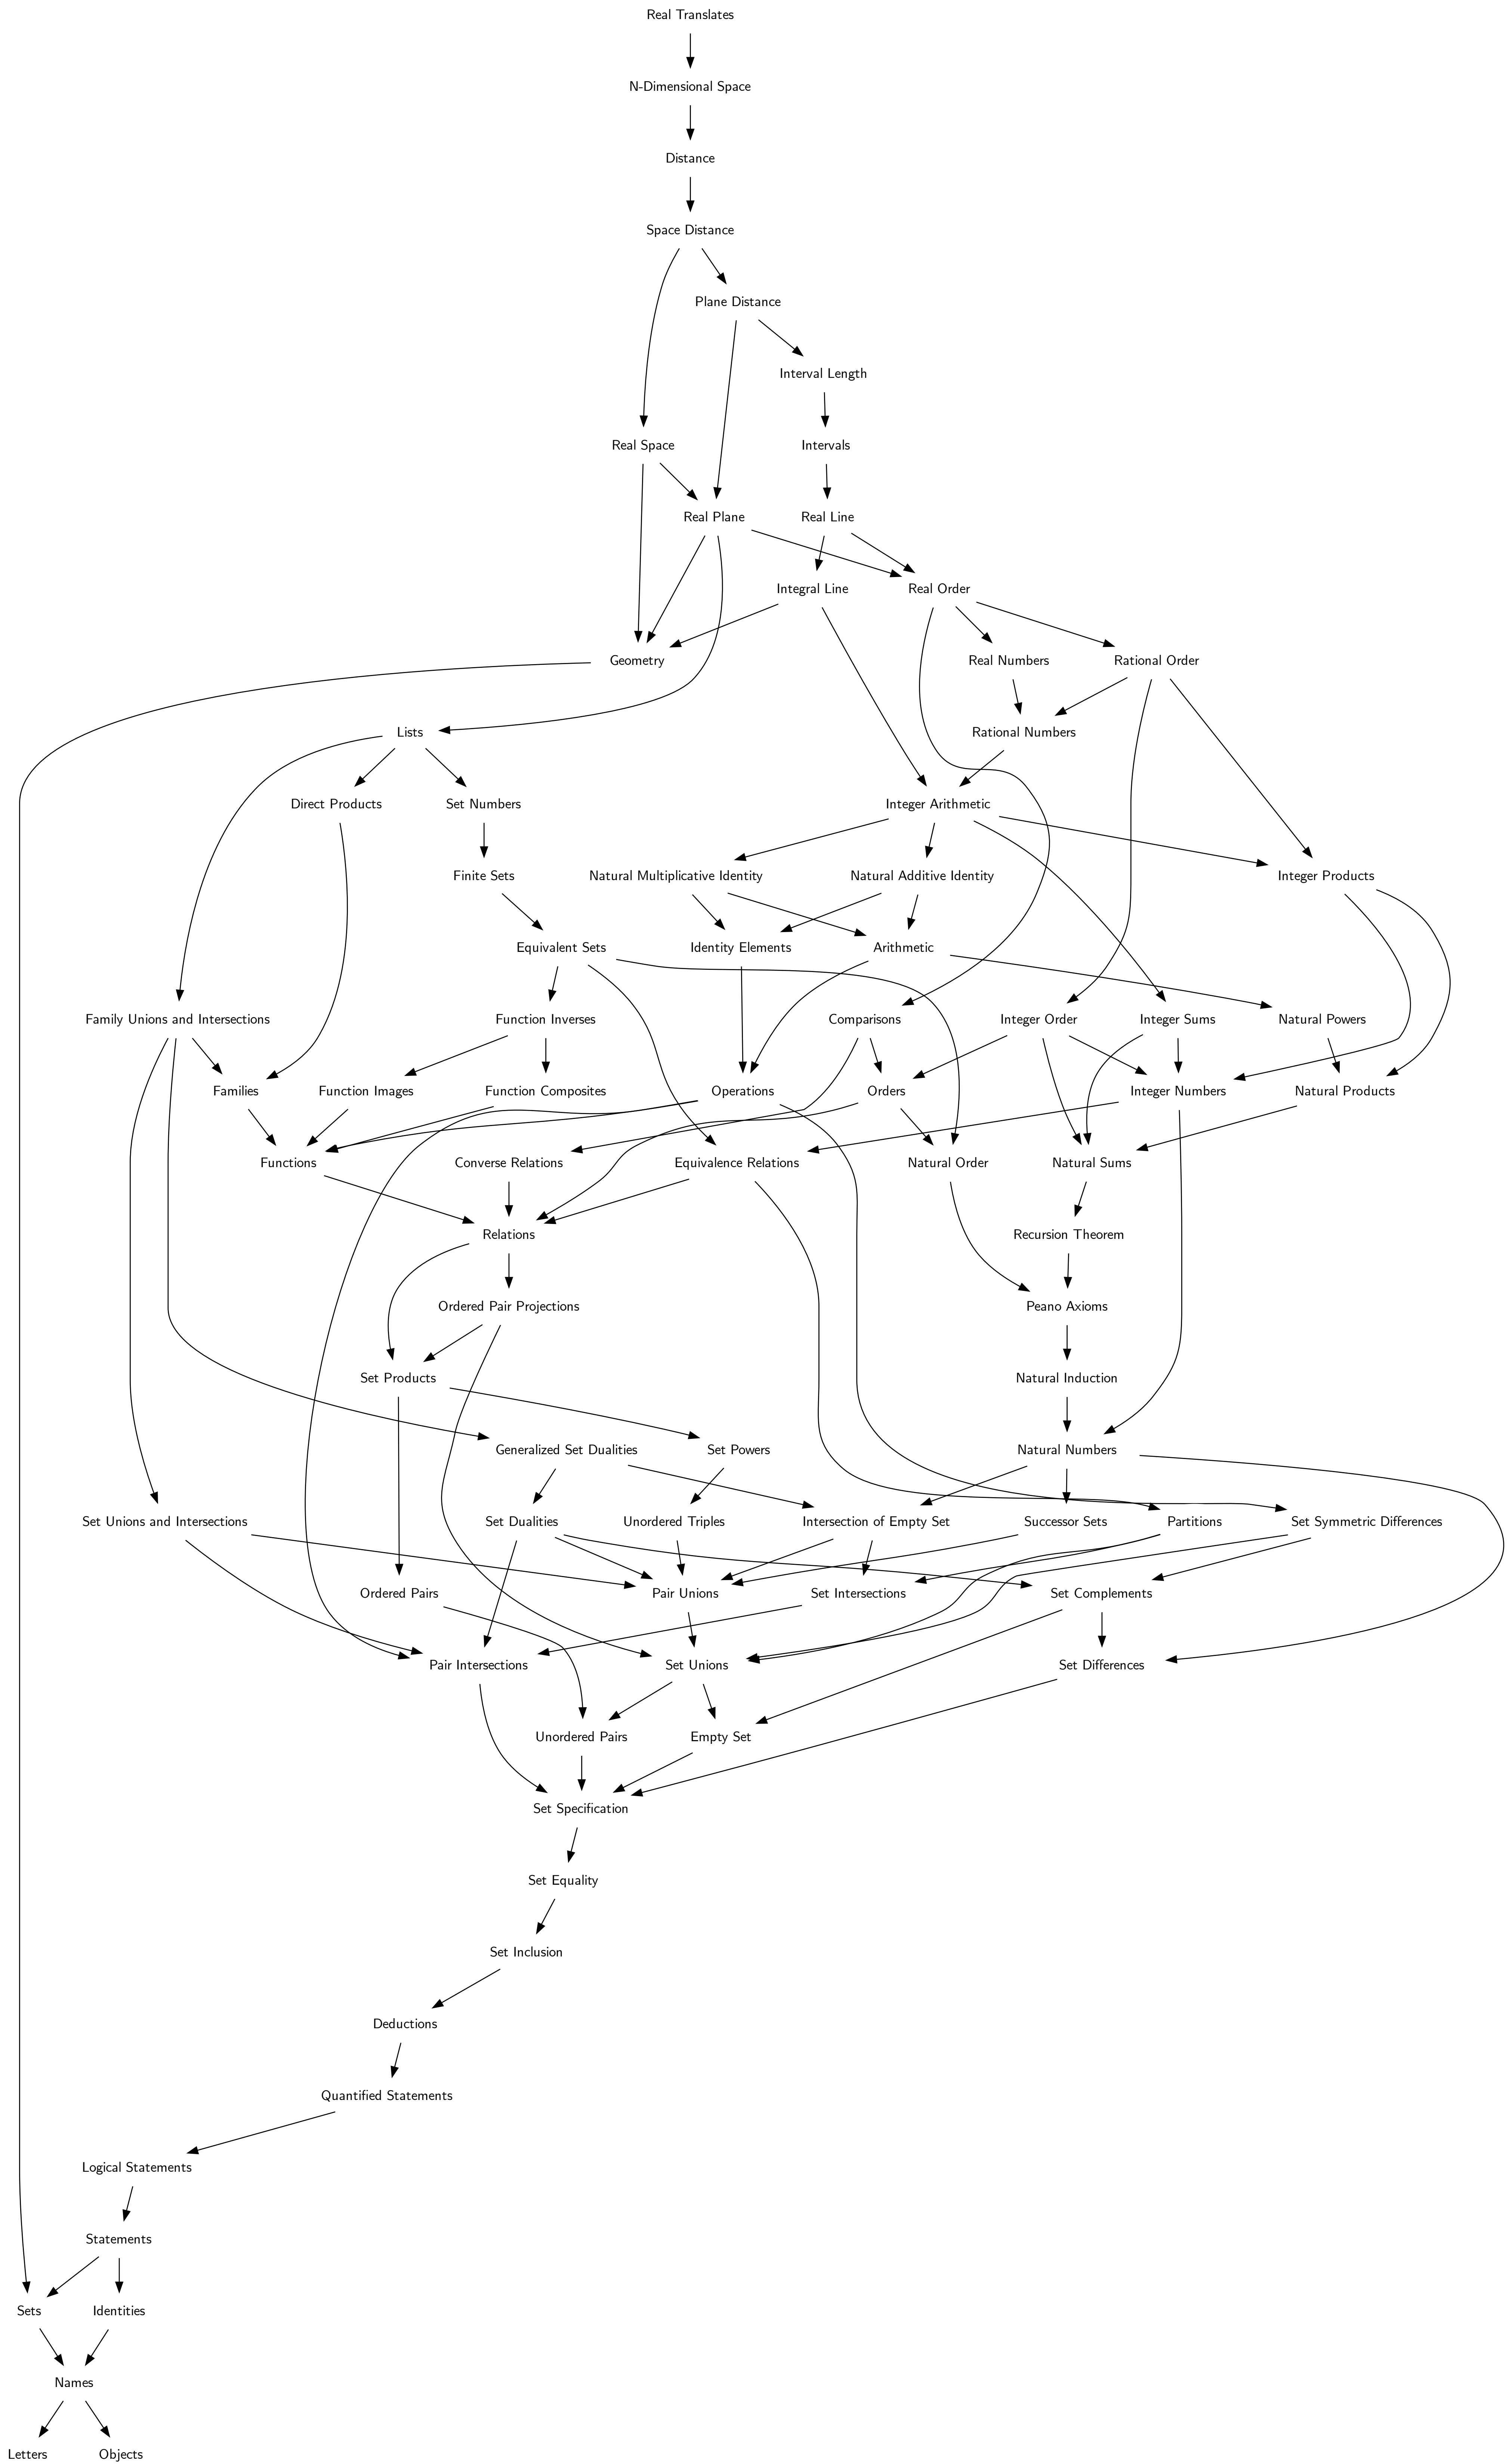 Real Translates
N-Dimensional Space
Distance
Space Distance
Plane Distance
Interval Length
Real Space
Intervals
Real Plane
Real Line
Integral Line
Real Order
Geometry
Real Numbers
Rational Order
Lists
Rational Numbers
Direct Products
Set Numbers
Integer Arithmetic
Finite Sets
Natural Multiplicative Identity
Natural Additive Identity
Integer Products
Equivalent Sets
Identity Elements
Arithmetic
Family Unions and Intersections
Function Inverses
Comparisons
Integer Order
Integer Sums
Natural Powers
Families
Function Images
Function Composites
Operations
Orders
Integer Numbers
Natural Products
Functions
Converse Relations
Equivalence Relations
Natural Order
Natural Sums
Relations
Recursion Theorem
Ordered Pair Projections
Peano Axioms
Set Products
Natural Induction
Generalized Set Dualities
Set Powers
Natural Numbers
Set Unions and Intersections
Set Dualities
Unordered Triples
Intersection of Empty Set
Successor Sets
Partitions
Set Symmetric Differences
Ordered Pairs
Pair Unions
Set Intersections
Set Complements
Pair Intersections
Set Unions
Set Differences
Unordered Pairs
Empty Set
Set Specification
Set Equality
Set Inclusion
Deductions
Quantified Statements
Logical Statements
Statements
Sets
Identities
Names
Letters
Objects